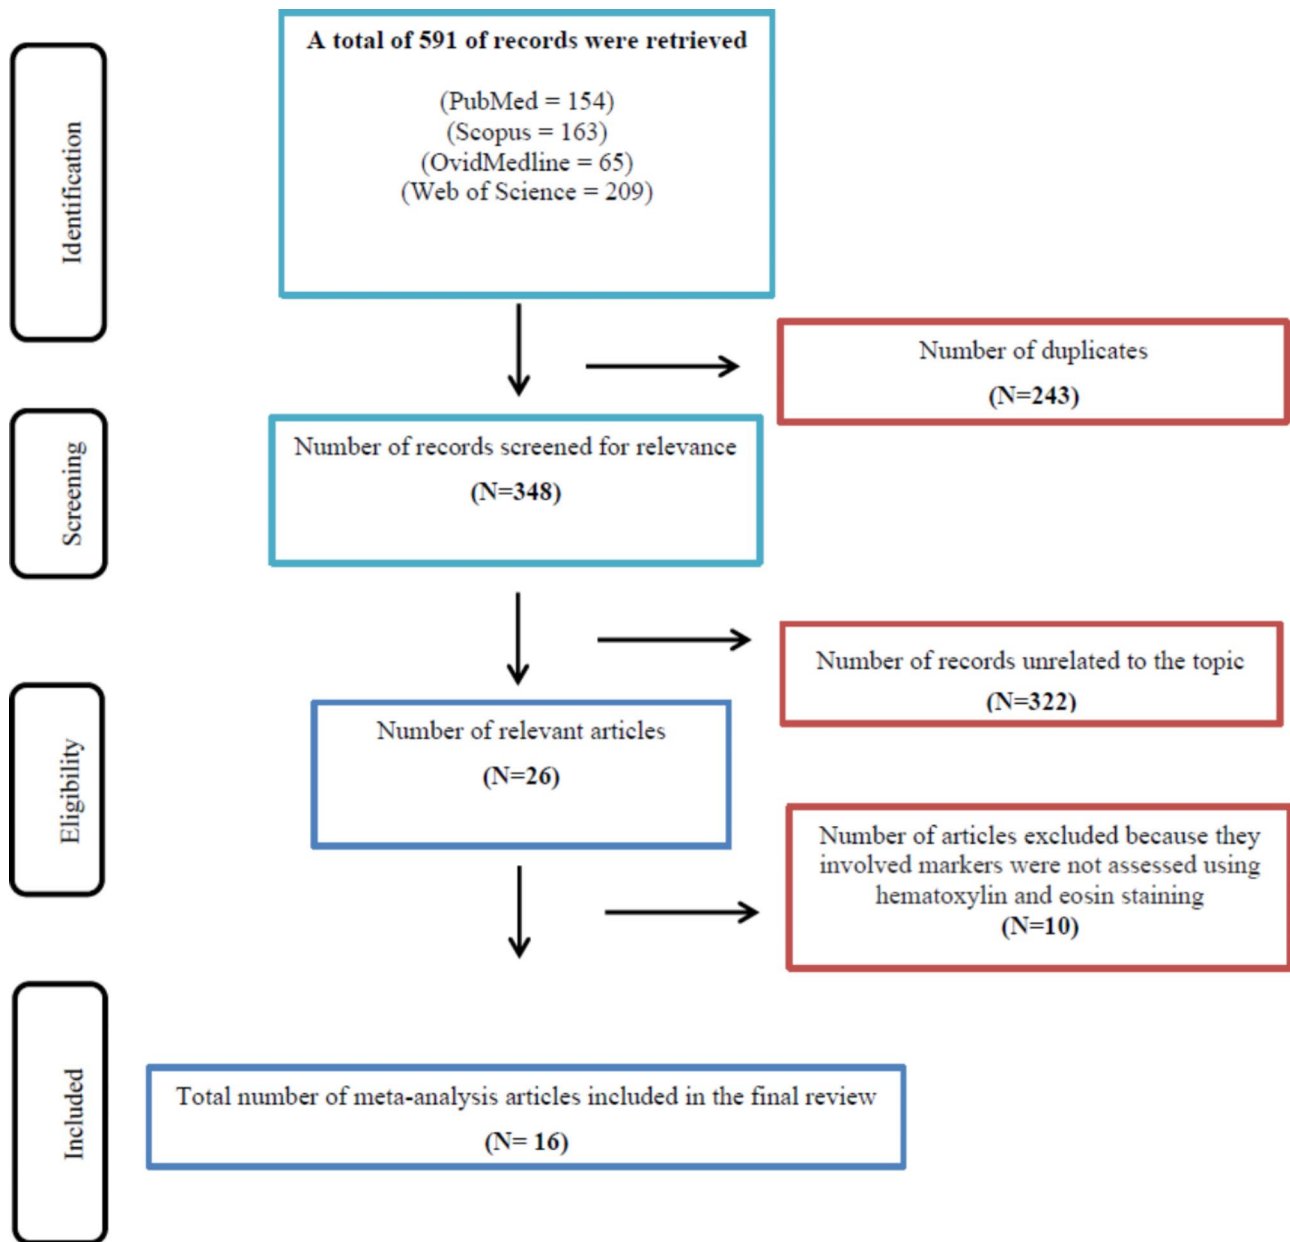 Identification
A total of 591 of records were retrieved
(PubMed = 154)
(Scopus = 163)
(OvidMedline = 65)
(Web of Science = 209)
Number of duplicates
(N=243)
Screening
Number of records screened for relevance
(N=348)
Number of records unrelated to the topic
(N=322)
Eligibility
Number of relevant articles
(N=26)
Number of articles excluded because they
involved markers were not assessed using
hematoxylin and eosin staining
(N=10)
Included
Total number of meta-analysis articles included in the final review
(N= 16)